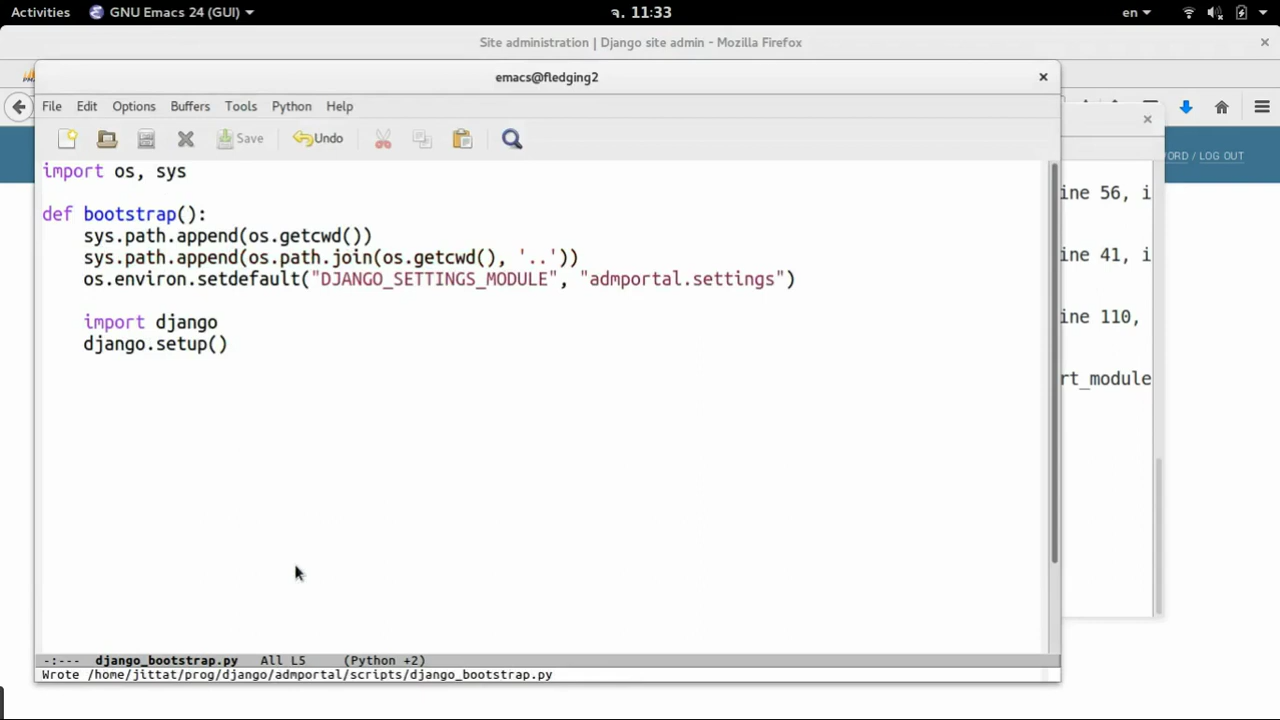 Activities GNU Emacs 24 (GUI) จ. 11:33 en
Site administration | Django site admin - Mozilla Firefox
emacs@fledging2
File Edit Options Buffers Tools Python Help
Save Undo
/ LOG OUT
import os, sys
def bootstrap():
sys.path.append(os.getcwd())
sys.path.append(os.path.join(os.getcwd(), '..'))
os.environ.setdefault("DJANGO_SETTINGS_MODULE", "admportal.settings")
import django
django.setup()
ine 56, i
ine 41, i
ine 110,
rt_module
-:--- django_bootstrap.py All L5 (Python +2)
Wrote /home/jittat/prog/django/admportal/scripts/django_bootstrap.py